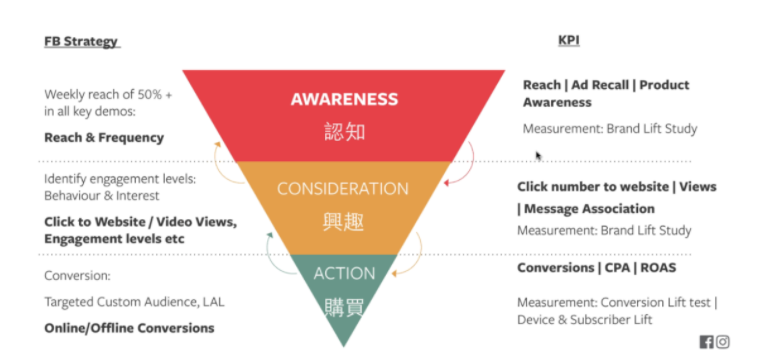 FB Strategy
KPI
Weekly reach of 50% +
in all key demos:
Reach & Frequency
AWARENESS
認知
Reach | Ad Recall | Product
Awareness
Measurement: Brand Lift Study
Identify engagement levels:
Behaviour & Interest
Click to Website / Video Views,
Engagement levels etc
CONSIDERATION
興趣
Click number to website | Views
| Message Association
Measurement: Brand Lift Study
Conversion:
Targeted Custom Audience, LAL
Online/Offline Conversions
ACTION
購買
Conversions | CPA | ROAS
Measurement: Conversion Lift test |
Device & Subscriber Lift